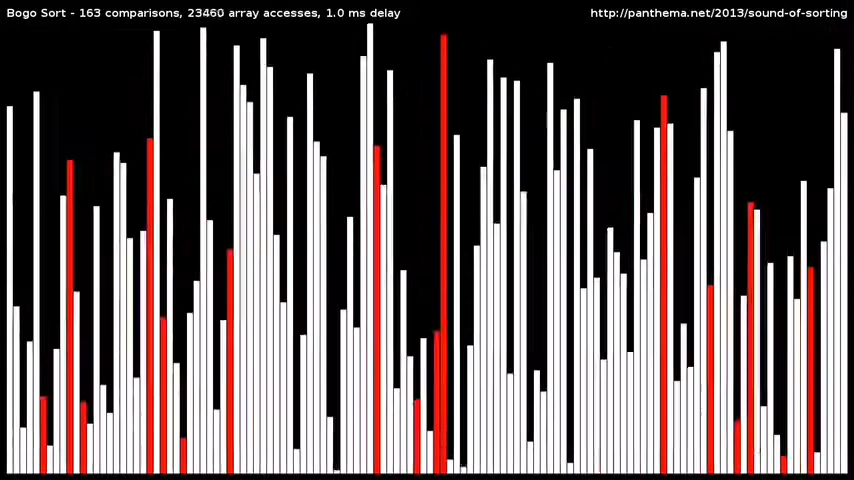 Bogo Sort - 163 comparisons, 23460 array accesses, 1.0 ms delay
http://panthema.net/2013/sound-of-sorting